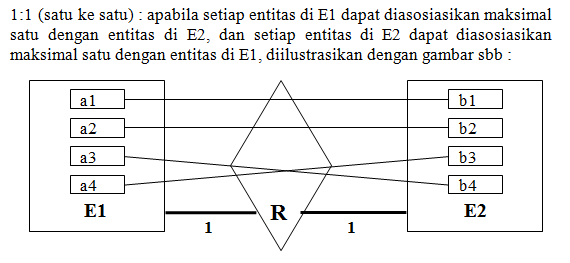 1:1 (satu ke satu) : apabila setiap entitas di E1 dapat diasosiasikan maksimal
satu dengan entitas di E2, dan setiap entitas di E2 dapat diasosiasikan
maksimal satu dengan entitas di E1, diilustrasikan dengan gambar sbb :
a1
b1
a2
b2
a3
b3
a4
b4
E1
R
E2
1
1